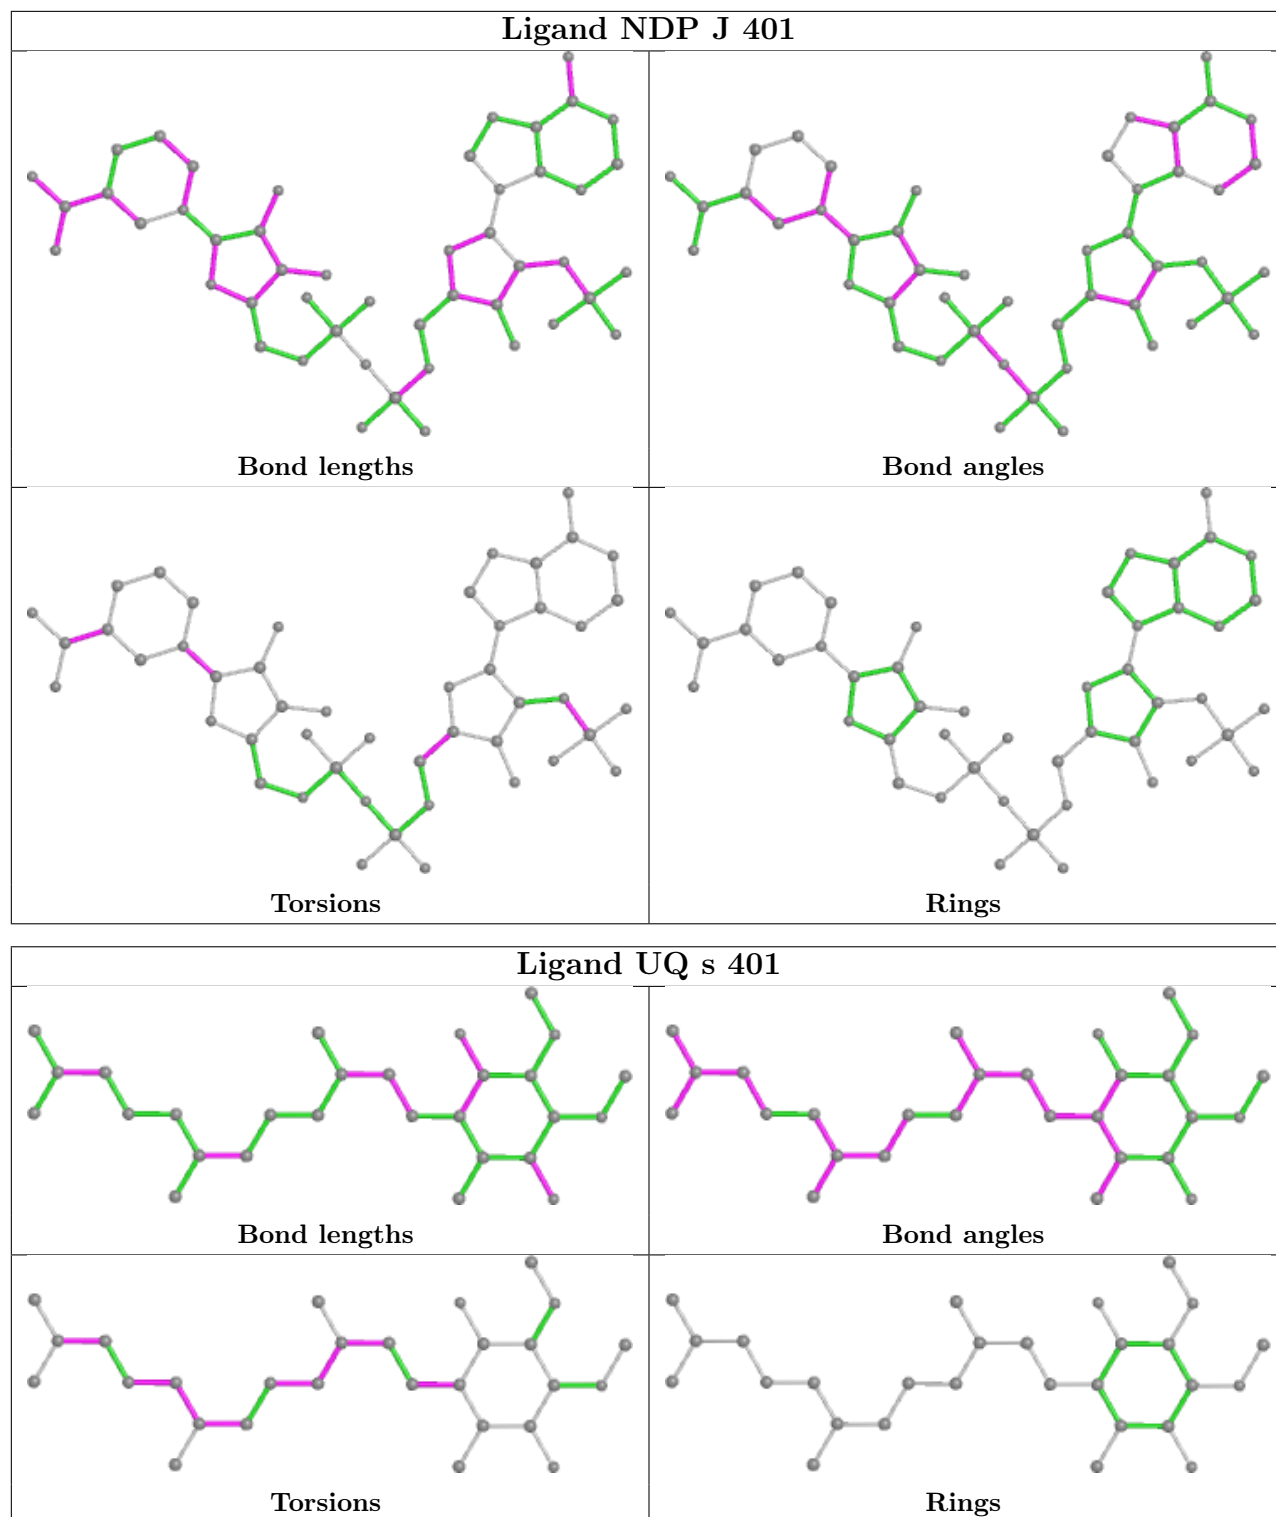 Ligand NDP J 401
Bond lengths
Bond angles
Torsions
Rings
Ligand UQ s 401
Bond lengths
Bond angles
Torsions
Rings